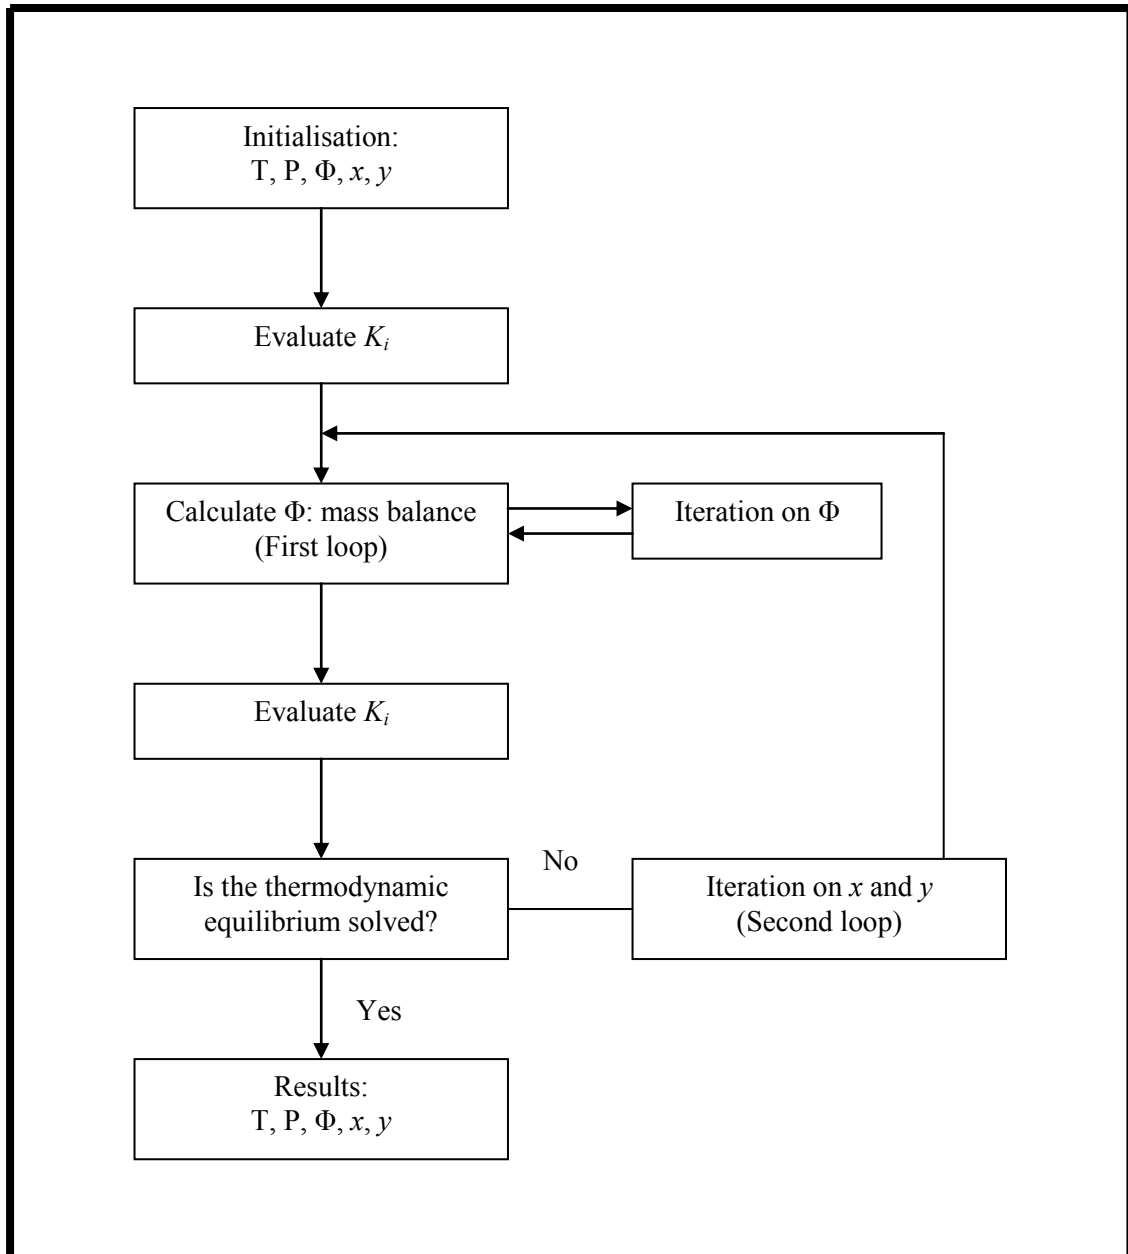 Initialisation:
T, P, Φ, x, y
Evaluate Kᵢ
Calculate Φ: mass balance
(First loop)
Iteration on Φ
Evaluate Kᵢ
Is the thermodynamic
equilibrium solved?
No
Iteration on x and y
(Second loop)
Yes
Results:
T, P, Φ, x, y